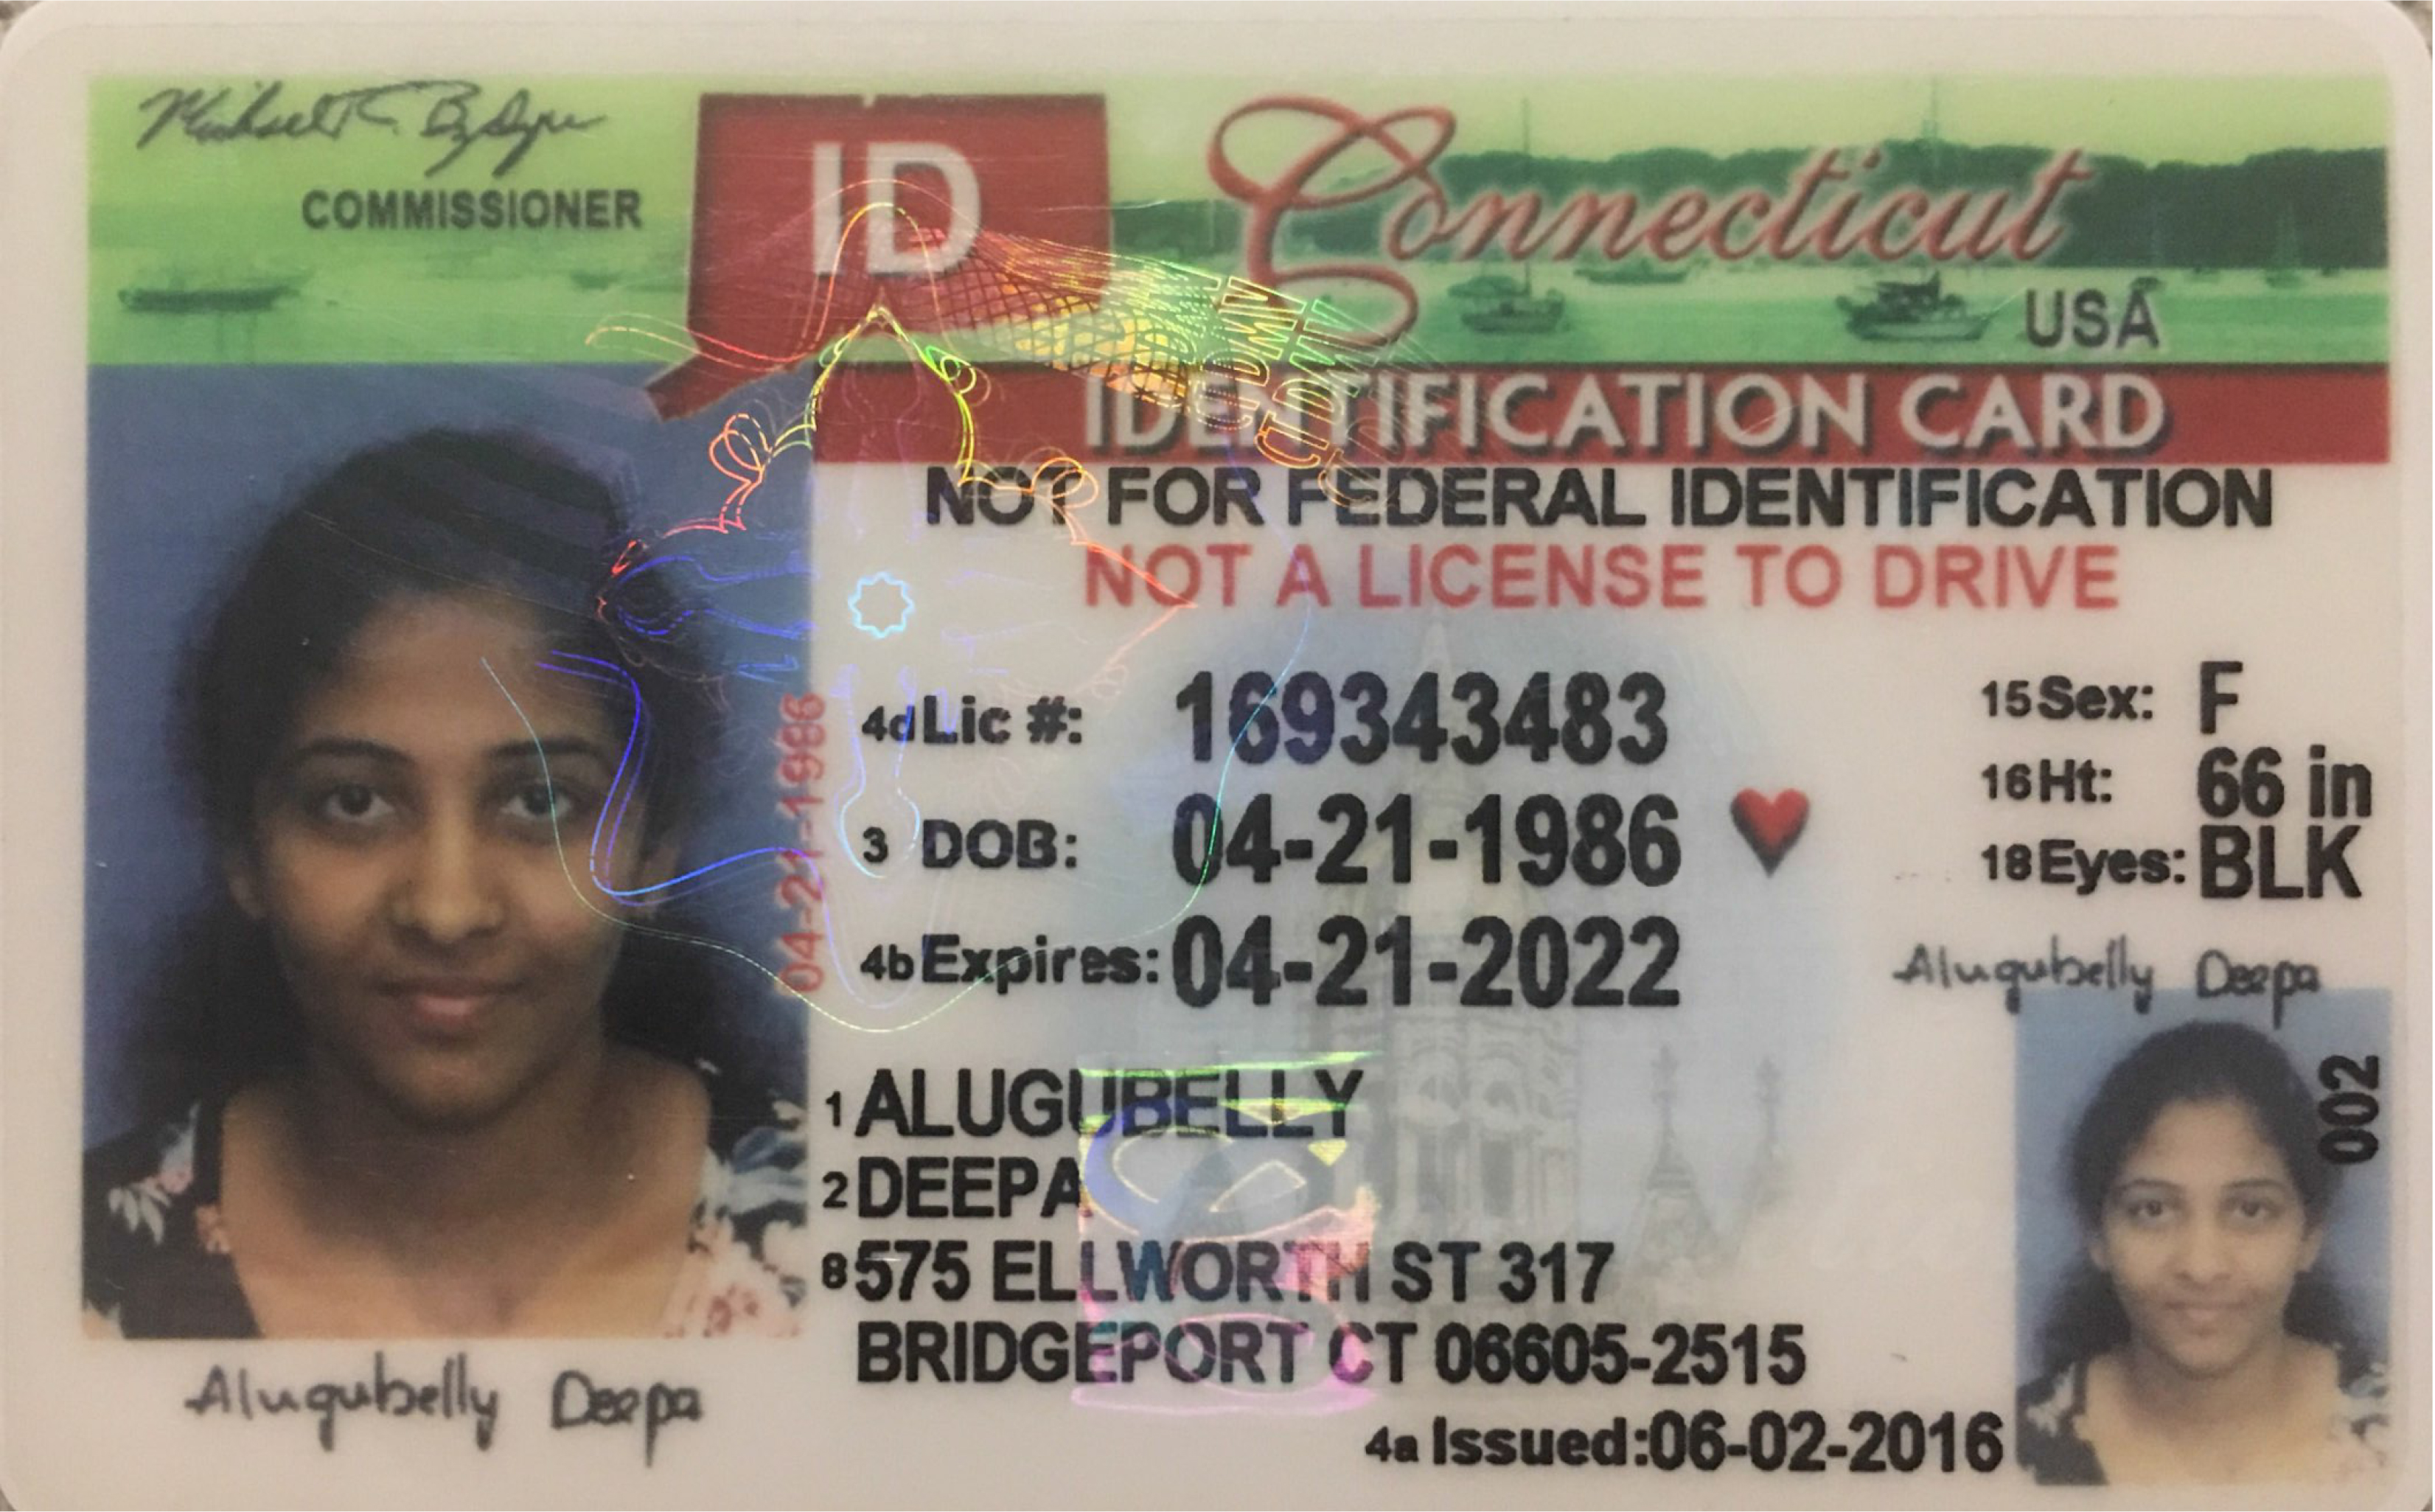 COMMISSIONER
ID
Connecticut
USA
IDENTIFICATION CARD
NOT FOR FEDERAL IDENTIFICATION
NOT A LICENSE TO DRIVE
4d Lic #: 169343483
15 Sex: F
16 Ht: 66 in
3 DOB: 04-21-1986
18 Eyes: BLK
4b Expires: 04-21-2022
04-21-1986
Alugubelly Deepa
002
1 ALUGUBELLY
2 DEEPA
8 575 ELLWORTH ST 317
BRIDGEPORT CT 06605-2515
4a Issued:06-02-2016
Alugubelly Deepa